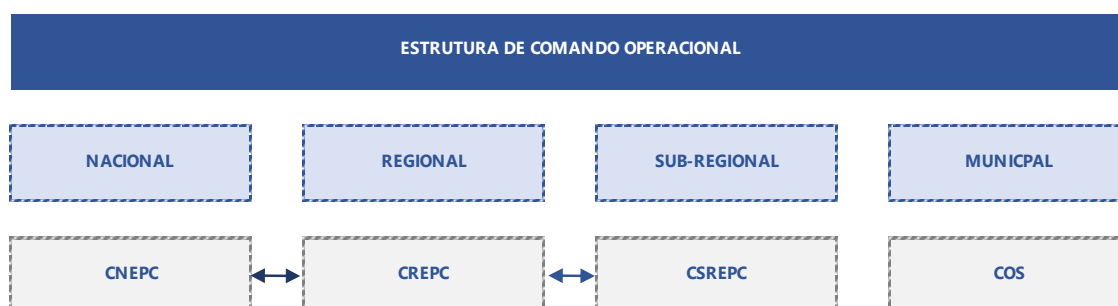 ESTRUTURA DE COMANDO OPERACIONAL
NACIONAL
REGIONAL
SUB-REGIONAL
MUNICPAL
CNEPC
CREPC
CSREPC
COS